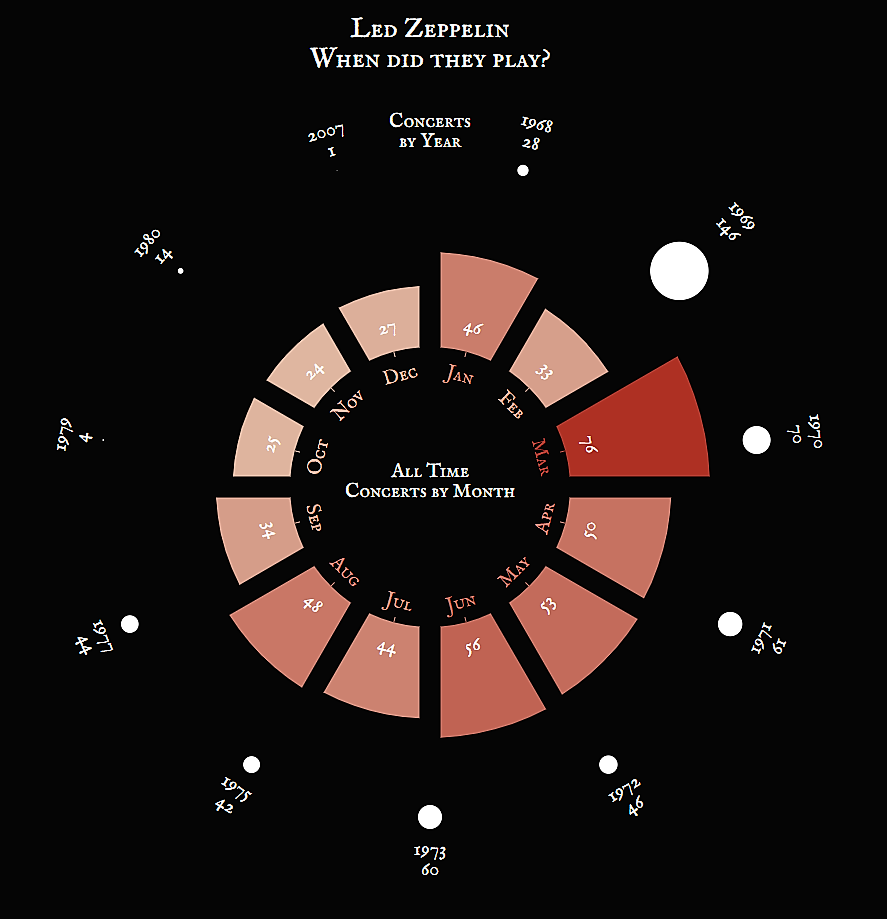 Led Zeppelin
When did they play?
Concerts
by Year
1968
28
1969
146
1970
70
1971
61
1972
46
1973
60
1975
42
1977
44
1979
4
1980
14
2007
1
46
Jan
33
Feb
76
Mar
50
Apr
53
May
56
Jun
44
Jul
48
Aug
34
Sep
25
Oct
24
Nov
27
Dec
All Time
Concerts by Month